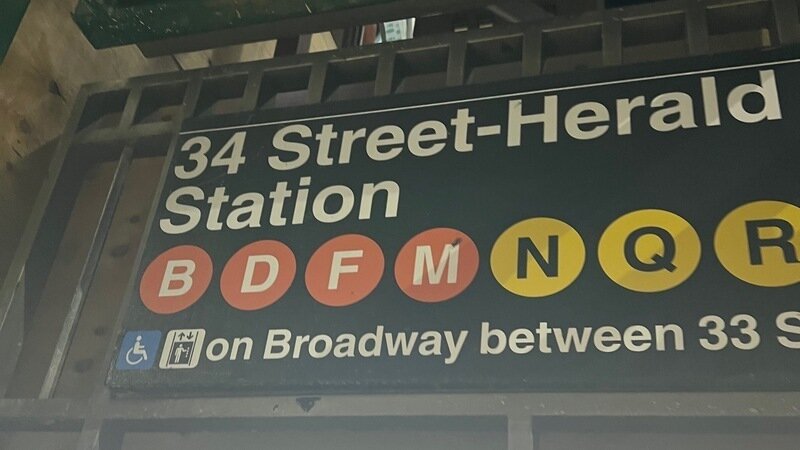 34 Street-Herald
Station
B D F M N Q R
on Broadway between 33 S